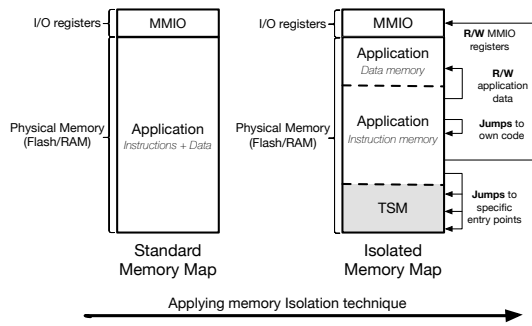 I/O registers
MMIO
Physical Memory
(Flash/RAM)
Application
Instructions + Data
Standard
Memory Map
I/O registers
MMIO
Physical Memory
(Flash/RAM)
Application
Data memory
Application
Instruction memory
TSM
Isolated
Memory Map
R/W MMIO
registers
R/W
application
data
Jumps to
own code
Jumps to
specific
entry points
Applying memory Isolation technique